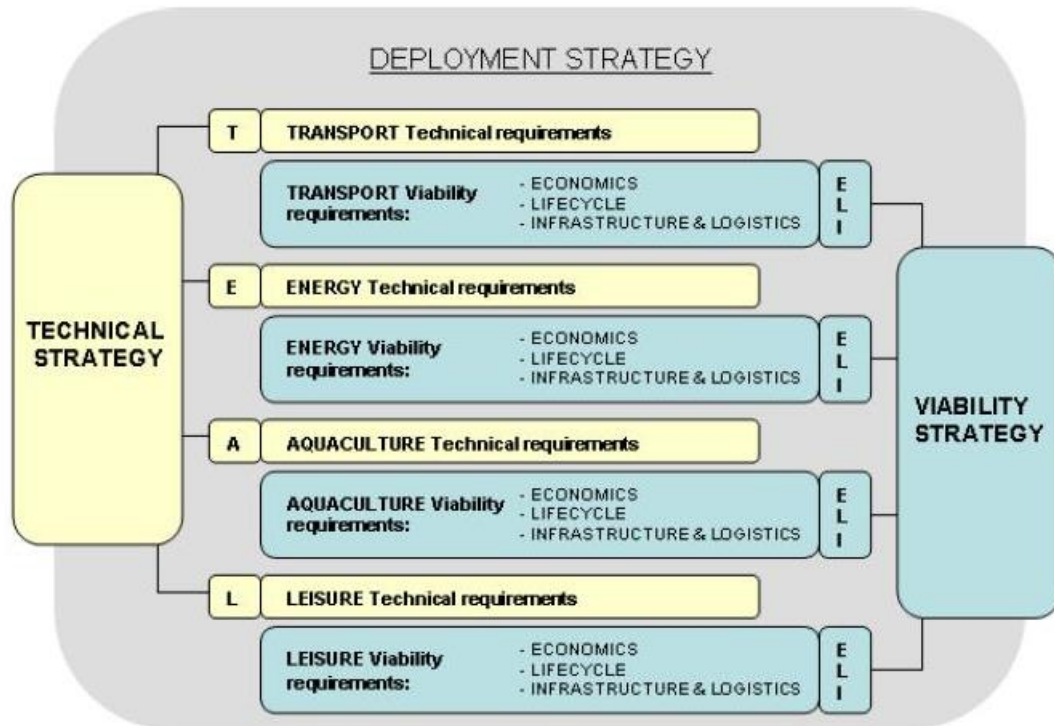 DEPLOYMENT STRATEGY
T TRANSPORT Technical requirements
TRANSPORT Viability requirements:
- ECONOMICS
- LIFECYCLE
- INFRASTRUCTURE & LOGISTICS
E
L
I
E ENERGY Technical requirements
ENERGY Viability
requirements:
- ECONOMICS
- LIFECYCLE
- INFRASTRUCTURE & LOGISTICS
E
L
I
TECHNICAL
STRATEGY
VIABILITY
STRATEGY
A AQUACULTURE Technical requirements
AQUACULTURE Viability
requirements:
- ECONOMICS
- LIFECYCLE
- INFRASTRUCTURE & LOGISTICS
E
L
I
L LEISURE Technical requirements
LEISURE Viability
requirements:
- ECONOMICS
- LIFECYCLE
- INFRASTRUCTURE & LOGISTICS
E
L
I